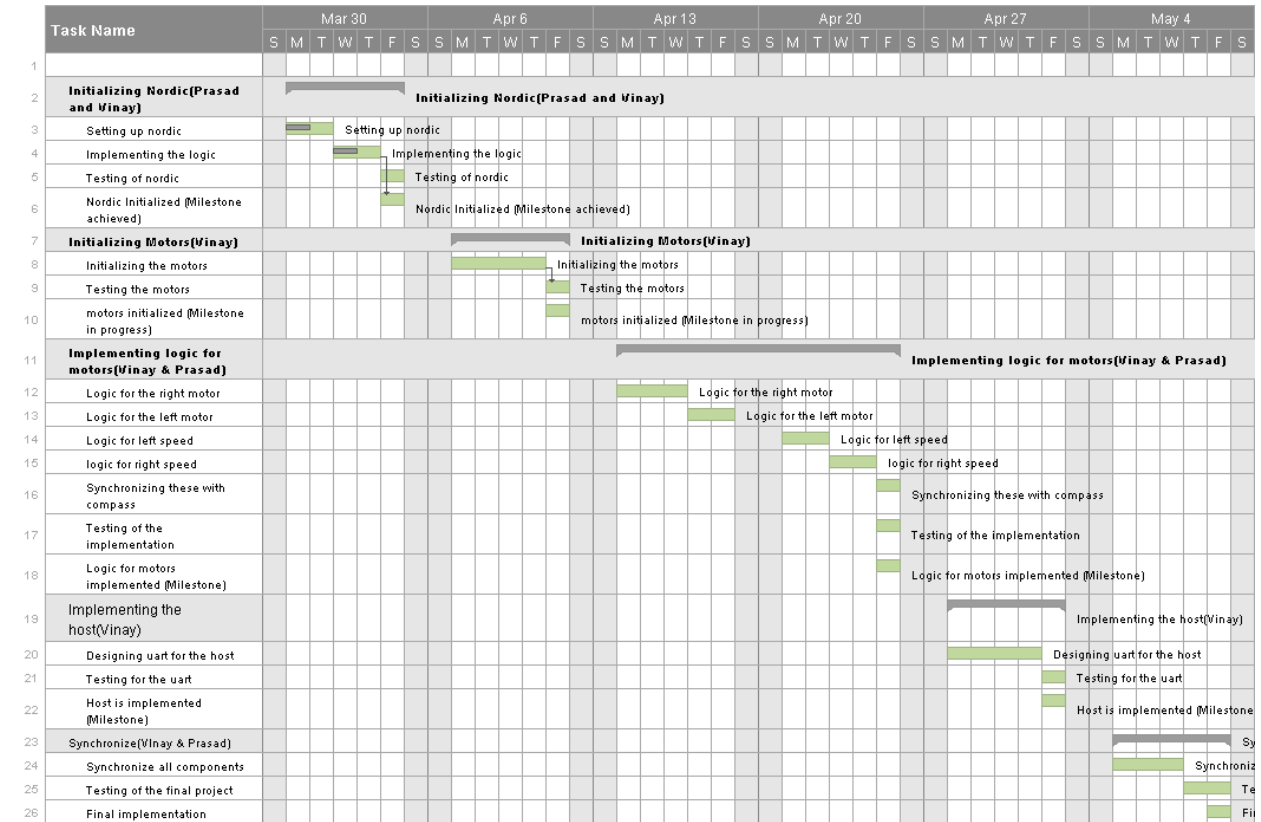 Task Name
Mar 30 Apr 6 Apr 13 Apr 20 Apr 27 May 4
S M T W T F S S M T W T F S S M T W T F S S M T W T F S S M T W T F S S M T W T F S
1
2 Initializing Nordic(Prasad
and Vinay) Initializing Nordic(Prasad and Vinay)
3 Setting up nordic Setting up nordic
4 Implementing the logic Implementing the logic
5 Testing of nordic Testing of nordic
6 Nordic Initialized (Milestone
achieved) Nordic Initialized (Milestone achieved)
7 Initializing Motors(Vinay) Initializing Motors(Vinay)
8 Initializing the motors Initializing the motors
9 Testing the motors Testing the motors
10 motors initialized (Milestone
in progress) motors initialized (Milestone in progress)
11 Implementing logic for
motors(Vinay & Prasad) Implementing logic for motors(Vinay & Prasad)
12 Logic for the right motor Logic for the right motor
13 Logic for the left motor Logic for the left motor
14 Logic for left speed Logic for left speed
15 logic for right speed logic for right speed
16 Synchronizing these with
compass Synchronizing these with compass
17 Testing of the
implementation Testing of the implementation
18 Logic for motors
implemented (Milestone) Logic for motors implemented (Milestone)
19 Implementing the
host(Vinay) Implementing the host(Vinay)
20 Designing uart for the host Designing uart for the host
21 Testing for the uart Testing for the uart
22 Host is implemented
(Milestone) Host is implemented (Milestone
23 Synchronize(VInay & Prasad) Sy
24 Synchronize all components Synchroniz
25 Testing of the final project Te
26 Final implementation Fi